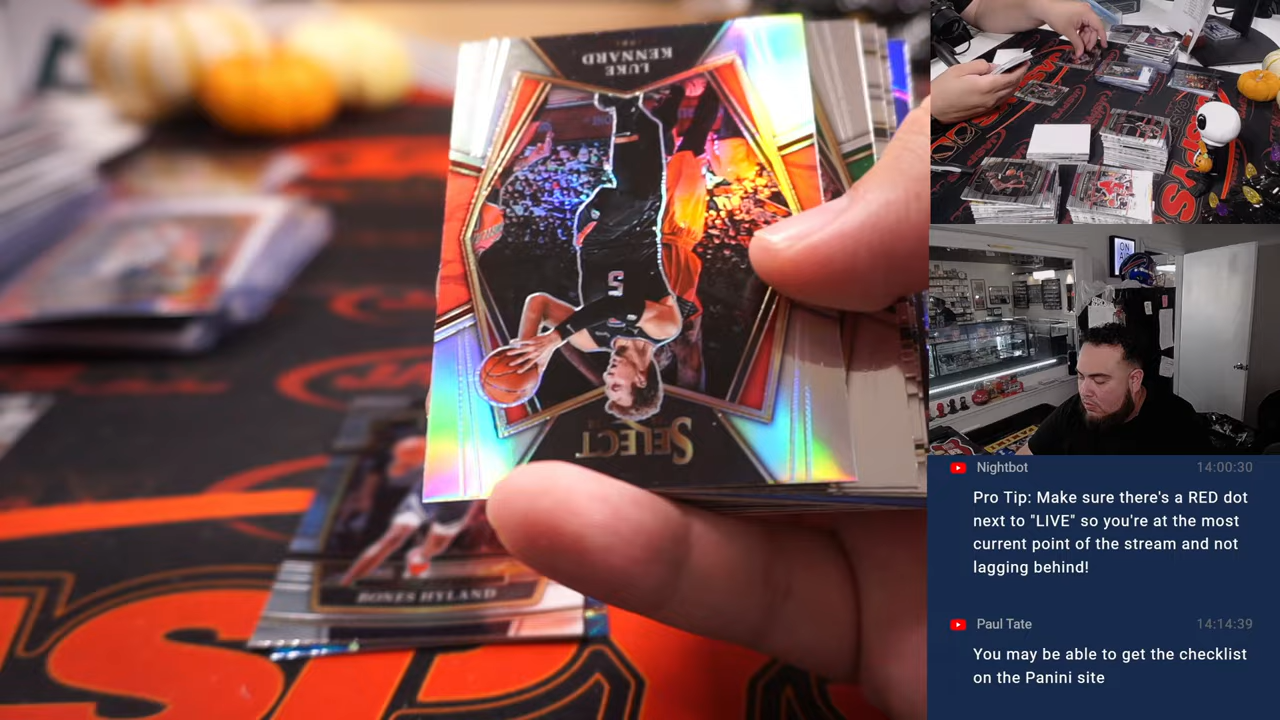 LUKE
KENNARD
5
SELECT
BONES HYLAND
ON
Nightbot 14:00:30
Pro Tip: Make sure there's a RED dot
next to "LIVE" so you're at the most
current point of the stream and not
lagging behind!
Paul Tate 14:14:39
You may be able to get the checklist
on the Panini site